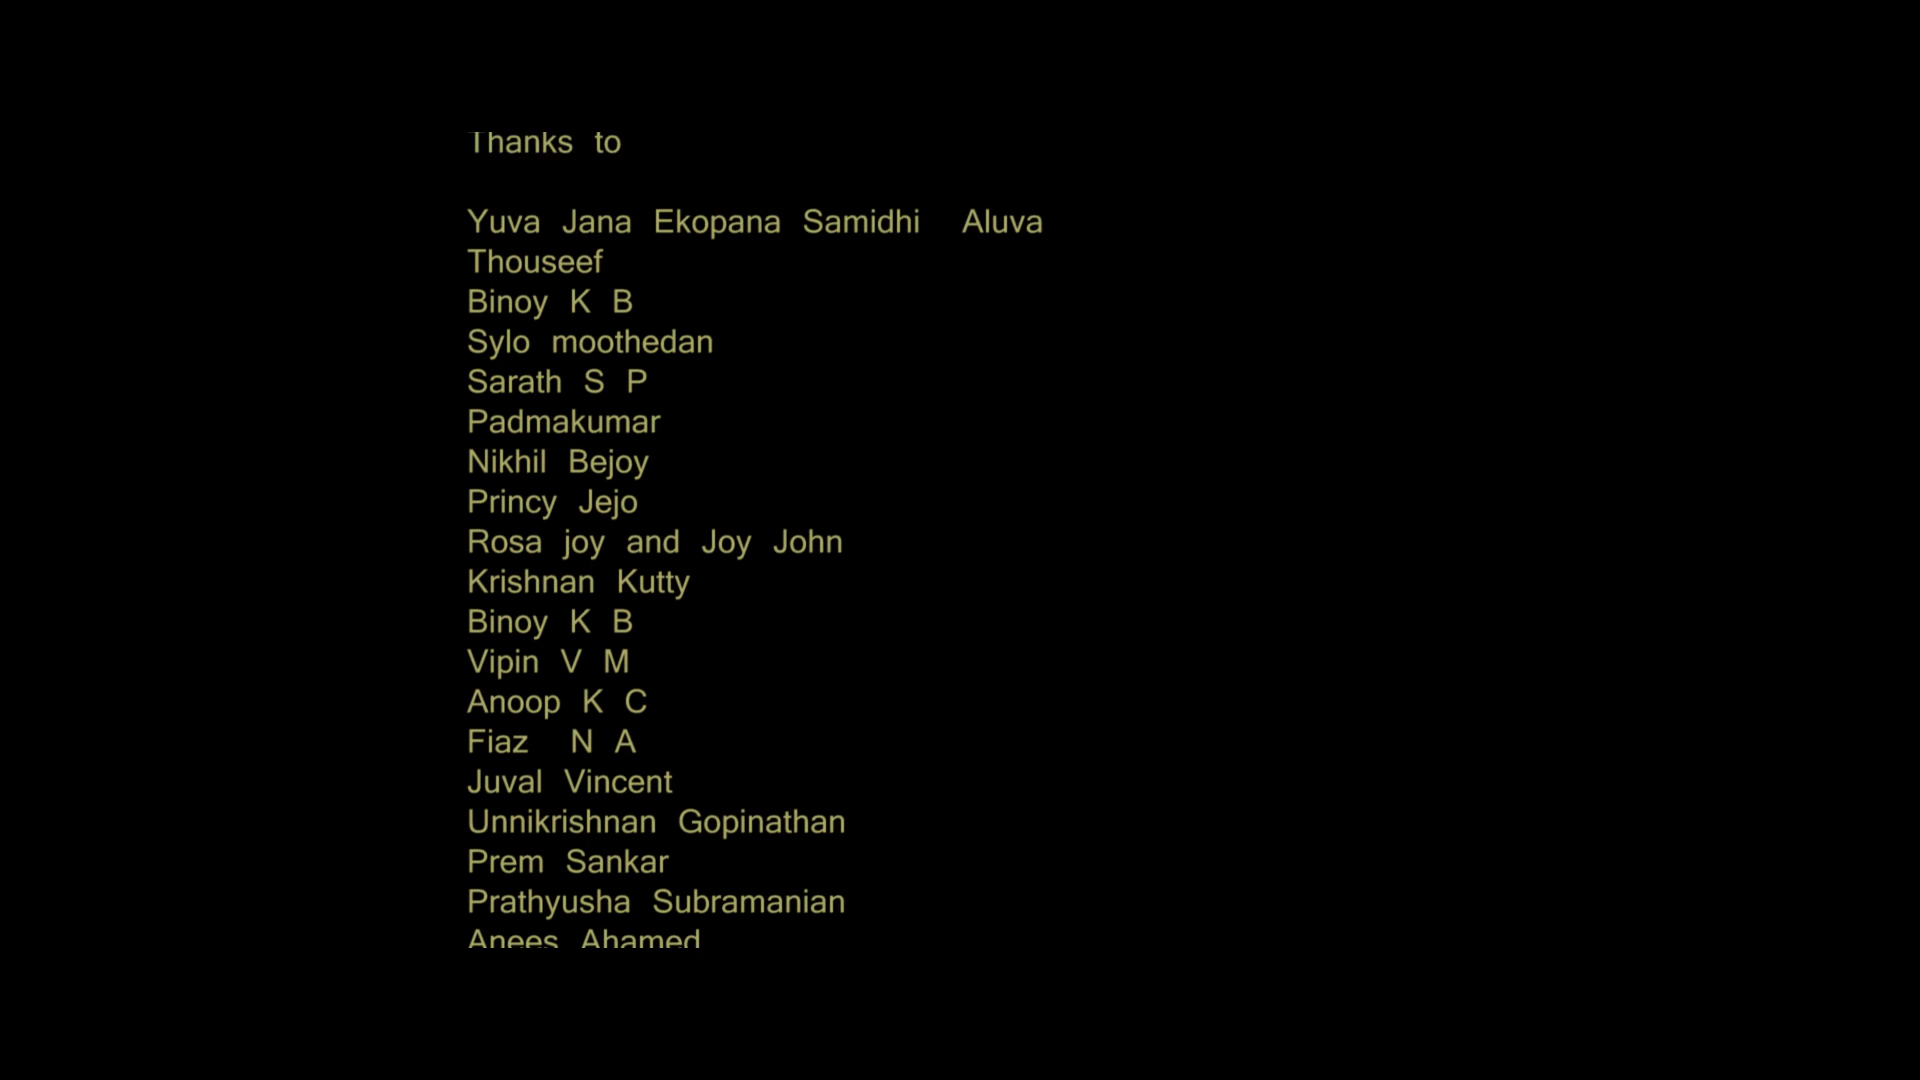 Thanks to
Yuva Jana Ekopana Samidhi Aluva
Thouseef
Binoy K B
Sylo moothedan
Sarath S P
Padmakumar
Nikhil Bejoy
Princy Jejo
Rosa joy and Joy John
Krishnan Kutty
Binoy K B
Vipin V M
Anoop K C
Fiaz N A
Juval Vincent
Unnikrishnan Gopinathan
Prem Sankar
Prathyusha Subramanian
Anees Ahamed